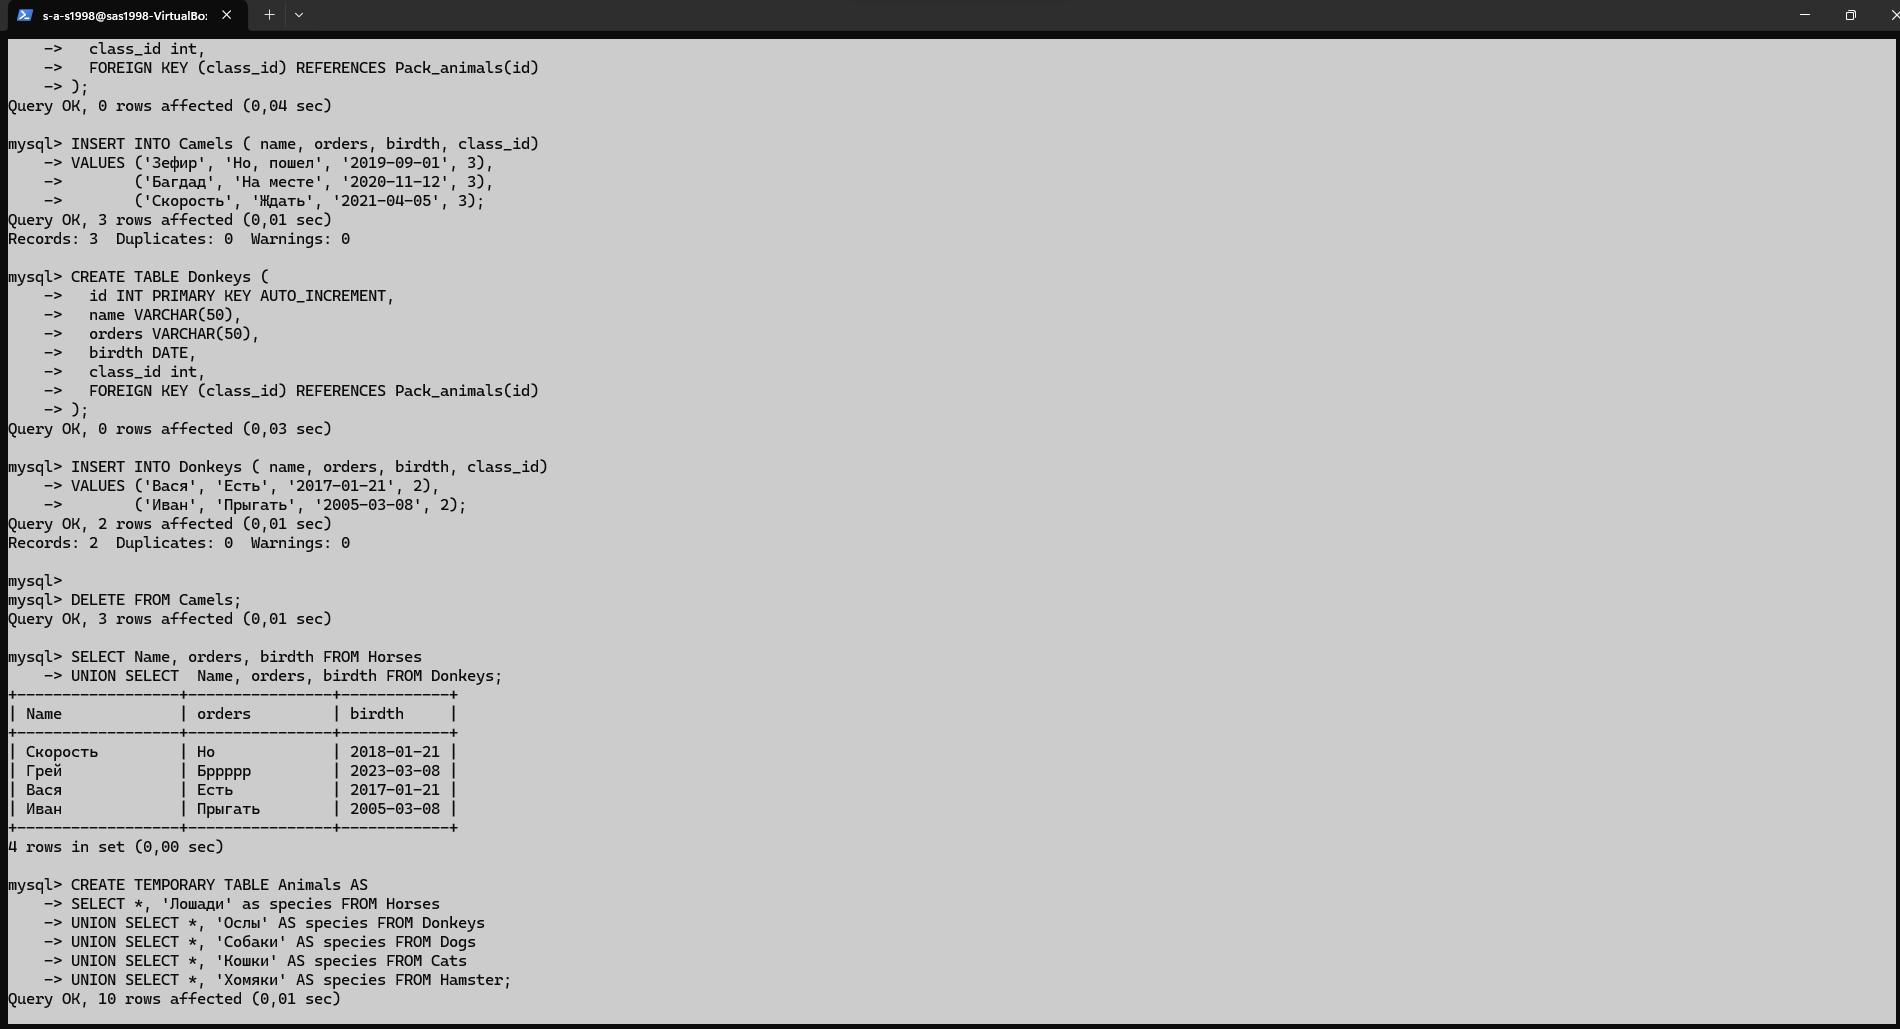 s-a-s1998@sas1998-VirtualBo:
    ->   class_id int,
    ->   FOREIGN KEY (class_id) REFERENCES Pack_animals(id)
    -> );
Query OK, 0 rows affected (0,04 sec)

mysql> INSERT INTO Camels ( name, orders, birdth, class_id)
    -> VALUES ('Зефир', 'Но, пошел', '2019-09-01', 3),
    ->        ('Багдад', 'На месте', '2020-11-12', 3),
    ->        ('Скорость', 'Ждать', '2021-04-05', 3);
Query OK, 3 rows affected (0,01 sec)
Records: 3  Duplicates: 0  Warnings: 0

mysql> CREATE TABLE Donkeys (
    ->   id INT PRIMARY KEY AUTO_INCREMENT,
    ->   name VARCHAR(50),
    ->   orders VARCHAR(50),
    ->   birdth DATE,
    ->   class_id int,
    ->   FOREIGN KEY (class_id) REFERENCES Pack_animals(id)
    -> );
Query OK, 0 rows affected (0,03 sec)

mysql> INSERT INTO Donkeys ( name, orders, birdth, class_id)
    -> VALUES ('Вася', 'Есть', '2017-01-21', 2),
    ->        ('Иван', 'Прыгать', '2005-03-08', 2);
Query OK, 2 rows affected (0,01 sec)
Records: 2  Duplicates: 0  Warnings: 0

mysql>
mysql> DELETE FROM Camels;
Query OK, 3 rows affected (0,01 sec)

mysql> SELECT Name, orders, birdth FROM Horses
    -> UNION SELECT  Name, orders, birdth FROM Donkeys;
+------------------+----------------+------------+
| Name             | orders         | birdth     |
+------------------+----------------+------------+
| Скорость         | Но             | 2018-01-21 |
| Грей             | Бррррр         | 2023-03-08 |
| Вася             | Есть           | 2017-01-21 |
| Иван             | Прыгать        | 2005-03-08 |
+------------------+----------------+------------+
4 rows in set (0,00 sec)

mysql> CREATE TEMPORARY TABLE Animals AS
    -> SELECT *, 'Лошади' as species FROM Horses
    -> UNION SELECT *, 'Ослы' AS species FROM Donkeys
    -> UNION SELECT *, 'Собаки' AS species FROM Dogs
    -> UNION SELECT *, 'Кошки' AS species FROM Cats
    -> UNION SELECT *, 'Хомяки' AS species FROM Hamster;
Query OK, 10 rows affected (0,01 sec)